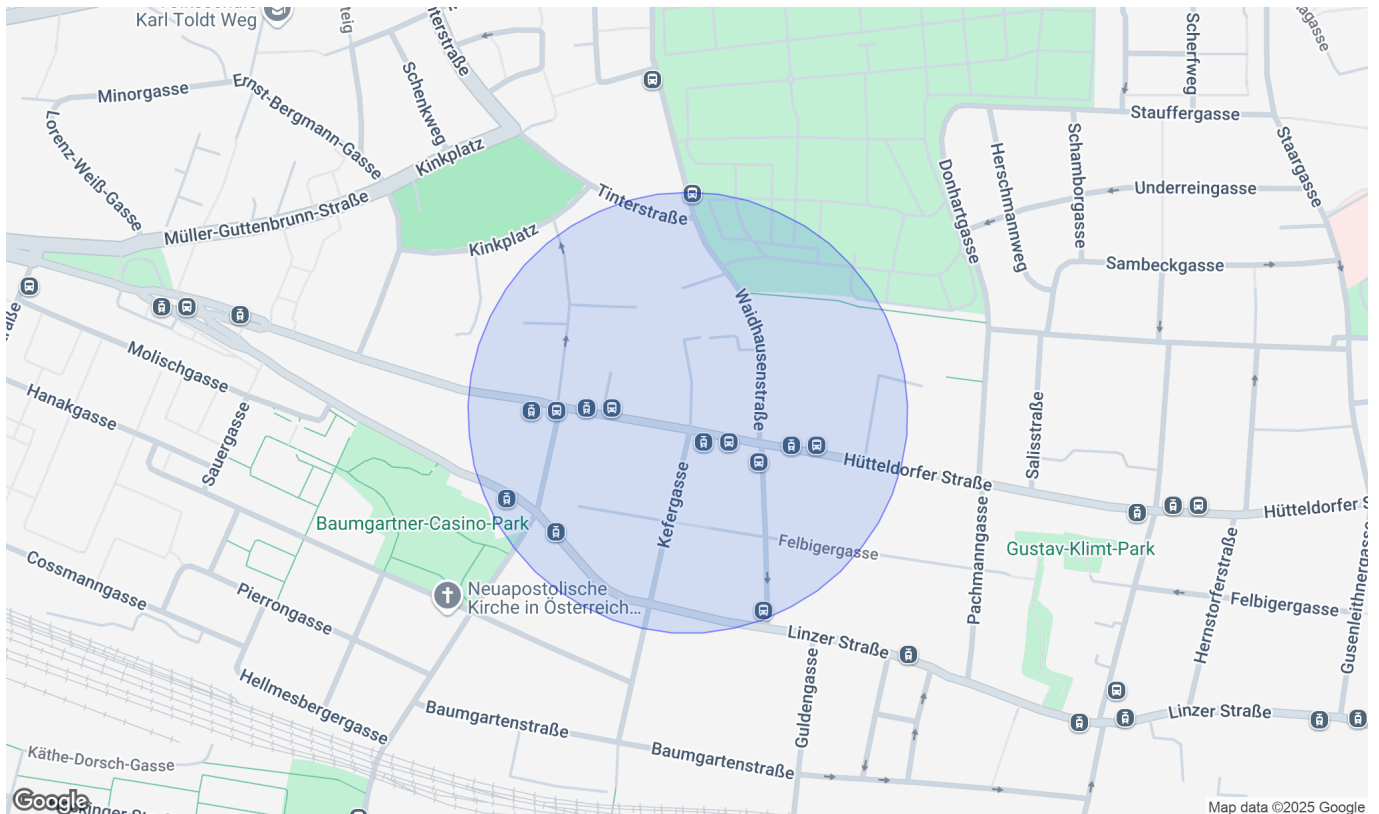 Karl Toldt Weg
Minorgasse
Ernst-Bergmann-Gasse
Schenkweg
Lorenz-Weiß-Gasse
Kinkplatz
Müller-Guttenbrunn-Straße
Kinkplatz
Tinterstraße
Scherfweg
Stauffergasse
Staargasse
Schamborgasse
Herschmannweg
Donhartgasse
Underreingasse
Sambeckgasse
Waidhausenstraße
Molischgasse
Hanakgasse
Sauergasse
Hütteldorfer Straße
Salisstraße
Kefergasse
Pachmanngasse
Hütteldorfer S
Baumgartner-Casino-Park
Felbigergasse
Gustav-Klimt-Park
Cossmanngasse
Pierrongasse
Neuapostolische
Kirche in Österreich...
Felbigergasse
Hernstorferstraße
Gusenleithnergasse
Linzer Straße
Guldengasse
Hellmesbergergasse
Baumgartenstraße
Baumgartenstraße
Linzer Straße
Käthe-Dorsch-Gasse
Google
Map data ©2025 Google